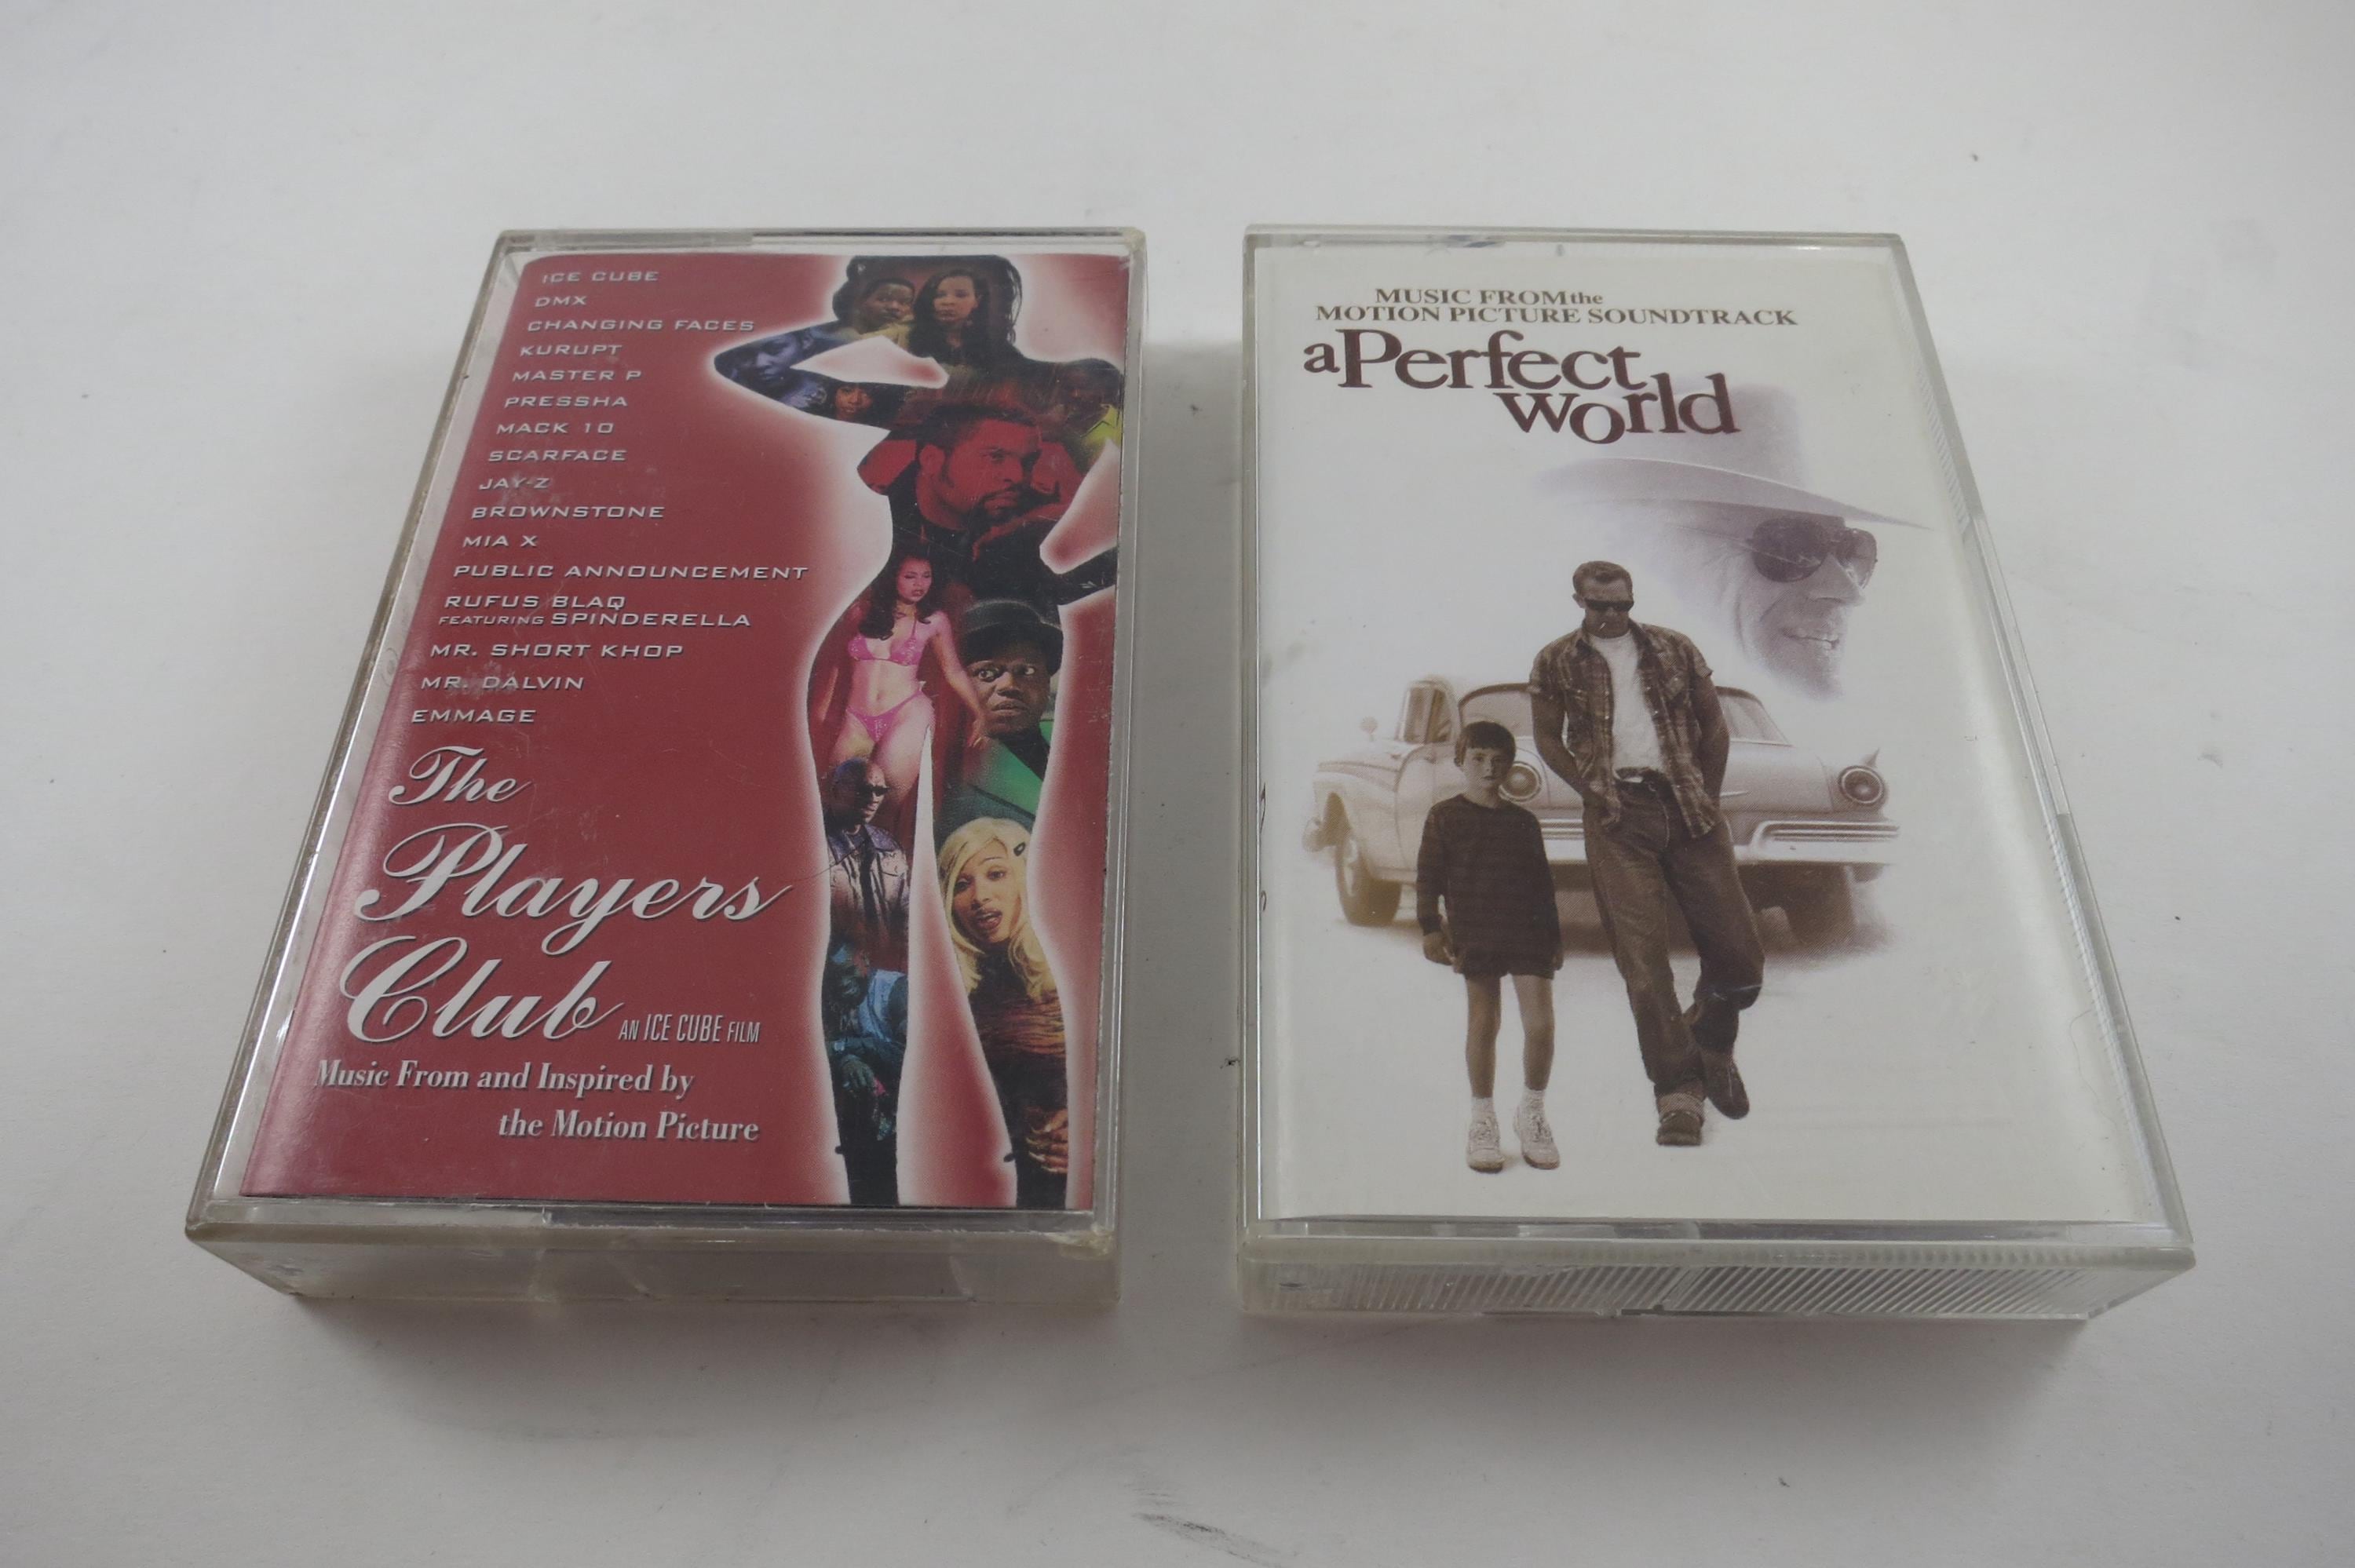 ICE CUBE
DMX
CHANGING FACES
KURUPT
MASTER P
PRESSHA
MACK 10
SCARFACE
JAY-Z
BROWNSTONE
MIA X
PUBLIC ANNOUNCEMENT
RUFUS BLAQ
FEATURING SPINDERELLA
MR. SHORT KHOP
MR. DALVIN
EMMAGE
The
Players
Club AN ICE CUBE FILM
Music From and Inspired by
the Motion Picture
MUSIC FROM the
MOTION PICTURE SOUNDTRACK
a Perfect
world